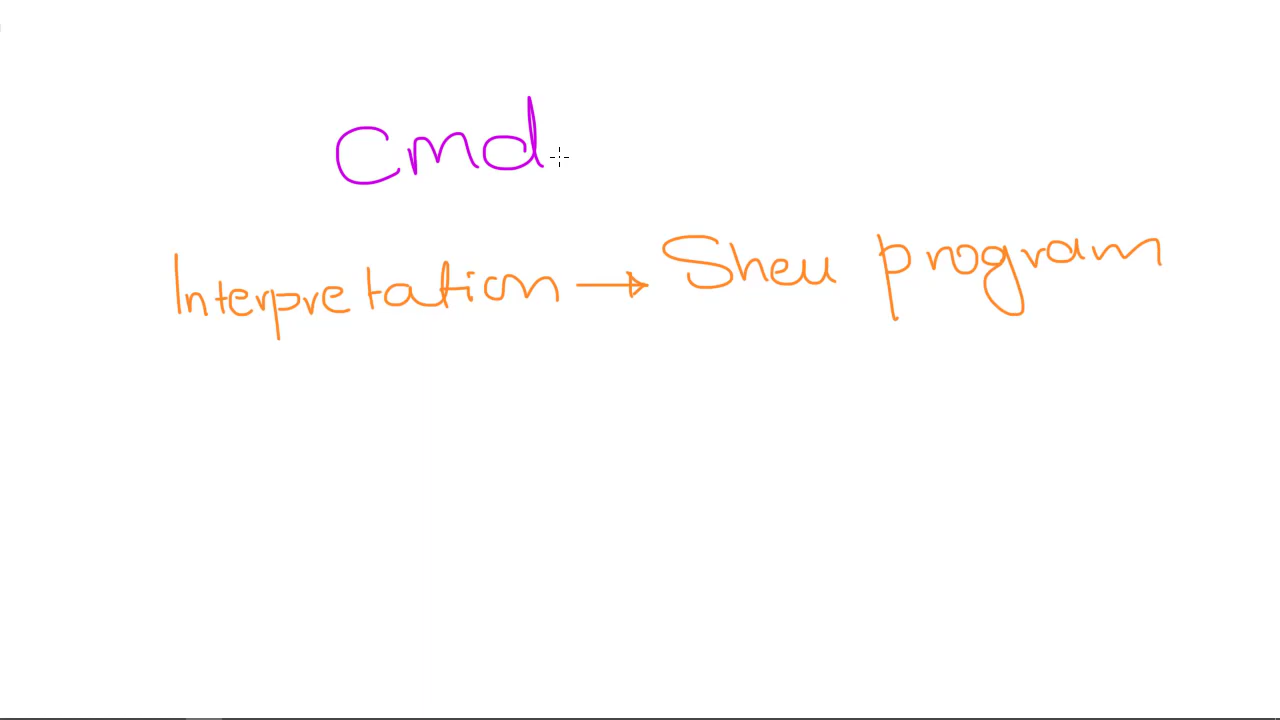 Cmd
Interpretation → Shell program